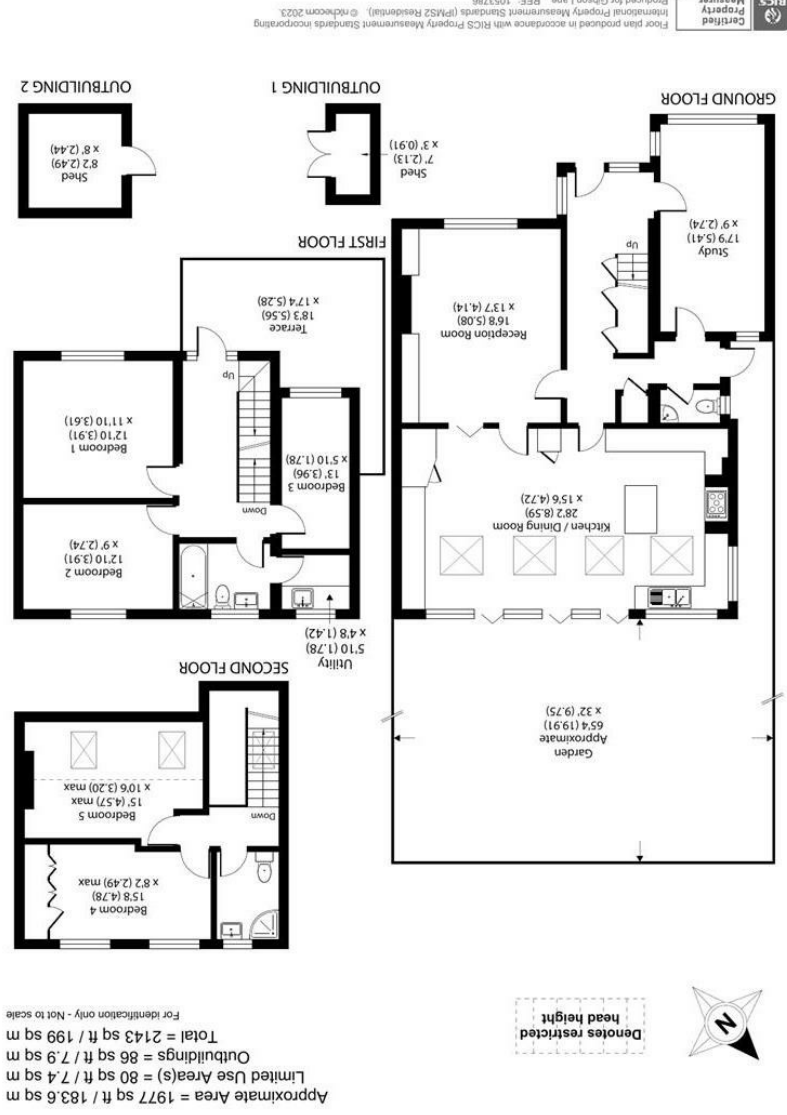 Approximate Area = 1977 sq ft / 183.6 sq m
Limited Use Area(s) = 80 sq ft / 7.4 sq m
Outbuildings = 86 sq ft / 7.9 sq m
Total = 2143 sq ft / 199 sq m
For identification only - Not to scale
Denotes restricted
head height
N
Bedroom 4
15'8 (4.78)
x 8'2 (2.49) max
Down
Bedroom 5
15' (4.57) max
x 10'6 (3.20) max
SECOND FLOOR
Garden
Approximate
65'4 (19.91)
x 32' (9.75)
Utility
5'10 (1.78)
x 4'8 (1.42)
Bedroom 2
12'10 (3.91)
x 9' (2.74)
Down
Bedroom 3
13' (3.96)
x 5'10 (1.78)
Bedroom 1
12'10 (3.91)
x 11'10 (3.61)
Up
Terrace
18'3 (5.56)
x 17'4 (5.28)
FIRST FLOOR
Kitchen / Dining Room
28'2 (8.59)
x 15'6 (4.72)
Reception Room
16'8 (5.08)
x 13'7 (4.14)
Up
Study
17'9 (5.41)
x 9' (2.74)
GROUND FLOOR
Shed
7' (2.13)
x 3' (0.91)
OUTBUILDING 1
Shed
8'2 (2.49)
x 8' (2.44)
OUTBUILDING 2
Certified
Property
Measurer
RICS
Floor plan produced in accordance with RICS Property Measurement Standards incorporating
International Property Measurement Standards (IPMS2 Residential). © nichecom 2023.
Produced for Gibson Lane. REF: 1053786